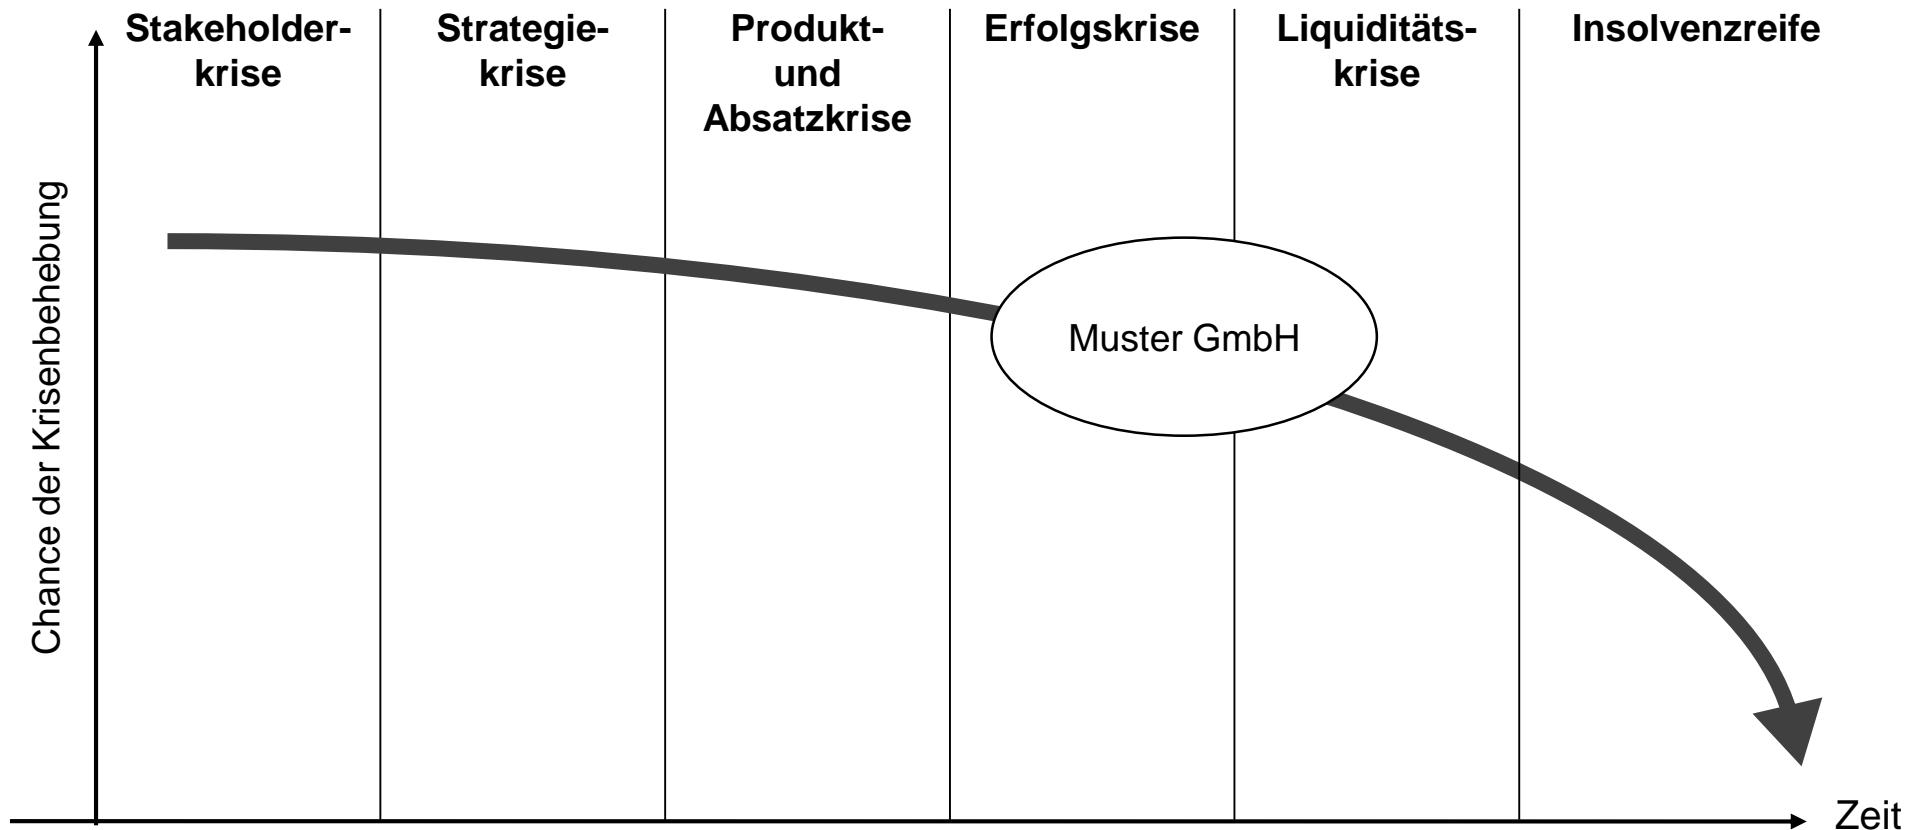 Stakeholder-
krise
Strategie-
krise
Produkt-
und
Absatzkrise
Erfolgskrise
Liquiditäts-
krise
Insolvenzreife
Chance der Krisenbehebung
Muster GmbH
Zeit